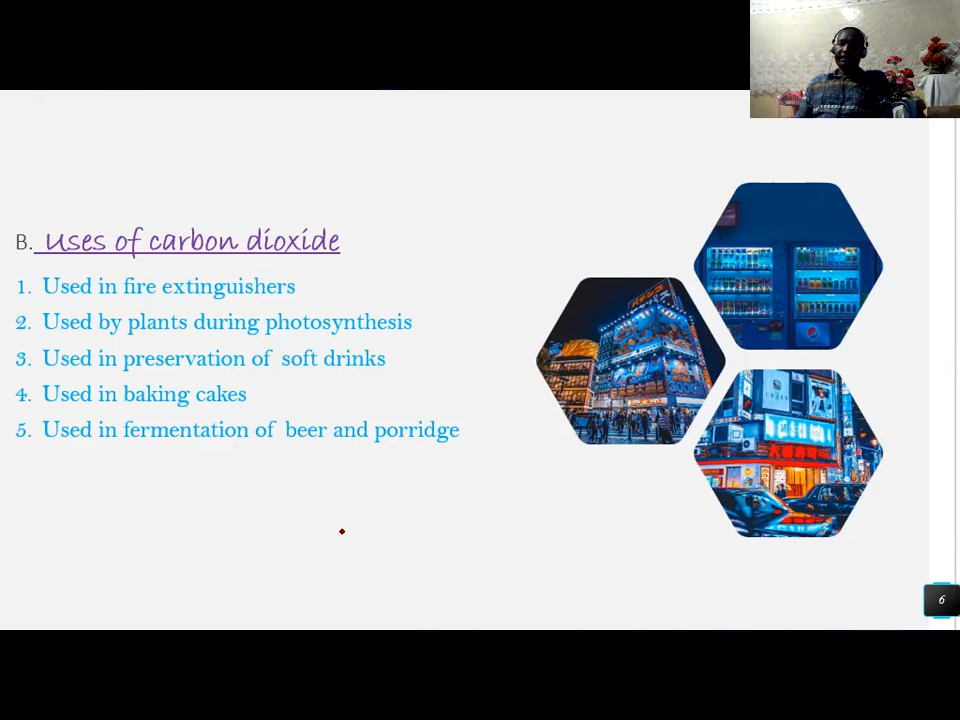 B. Uses of carbon dioxide
1. Used in fire extinguishers
2. Used by plants during photosynthesis
3. Used in preservation of soft drinks
4. Used in baking cakes
5. Used in fermentation of beer and porridge
6